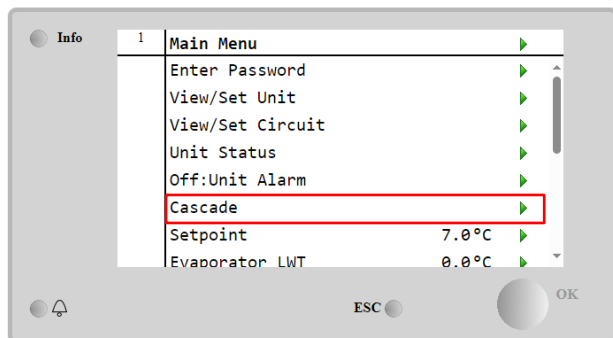 Info
1 Main Menu
Enter Password
View/Set Unit
View/Set Circuit
Unit Status
Off:Unit Alarm
Cascade
Setpoint 7.0°C
Evaporator LWT 0.0°C
ESC
OK